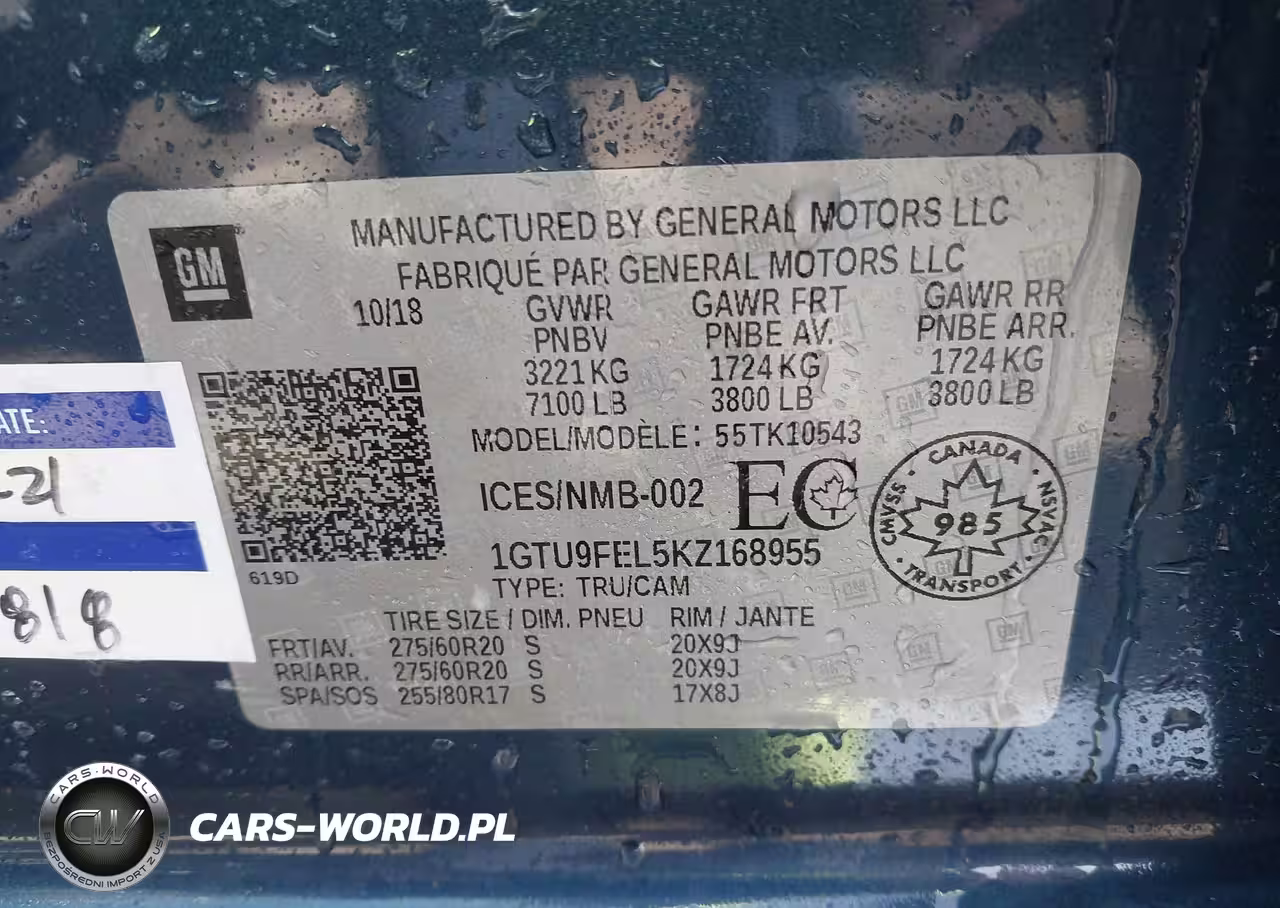 MANUFACTURED BY GENERAL MOTORS LLC
FABRIQUÉ PAR GENERAL MOTORS LLC
GM
10/18
GVWR GAWR FRT GAWR RR
PNBV PNBE AV. PNBE ARR.
3221 KG 1724 KG 1724 KG
7100 LB 3800 LB 3800 LB
MODEL/MODÈLE: 55TK10543
ICES/NMB-002 EC
CANADA
CMVSS 985 NSVAC
TRANSPORT
1GTU9FEL5KZ168955
619D
TYPE: TRU/CAM
TIRE SIZE / DIM. PNEU RIM / JANTE
FRT/AV. 275/60R20 S 20X9J
RR/ARR. 275/60R20 S 20X9J
SPA/SOS 255/80R17 S 17X8J
ATE:
-21
818
CARS-WORLD
CW
BEZPOŚREDNI IMPORT Z USA
CARS-WORLD.PL